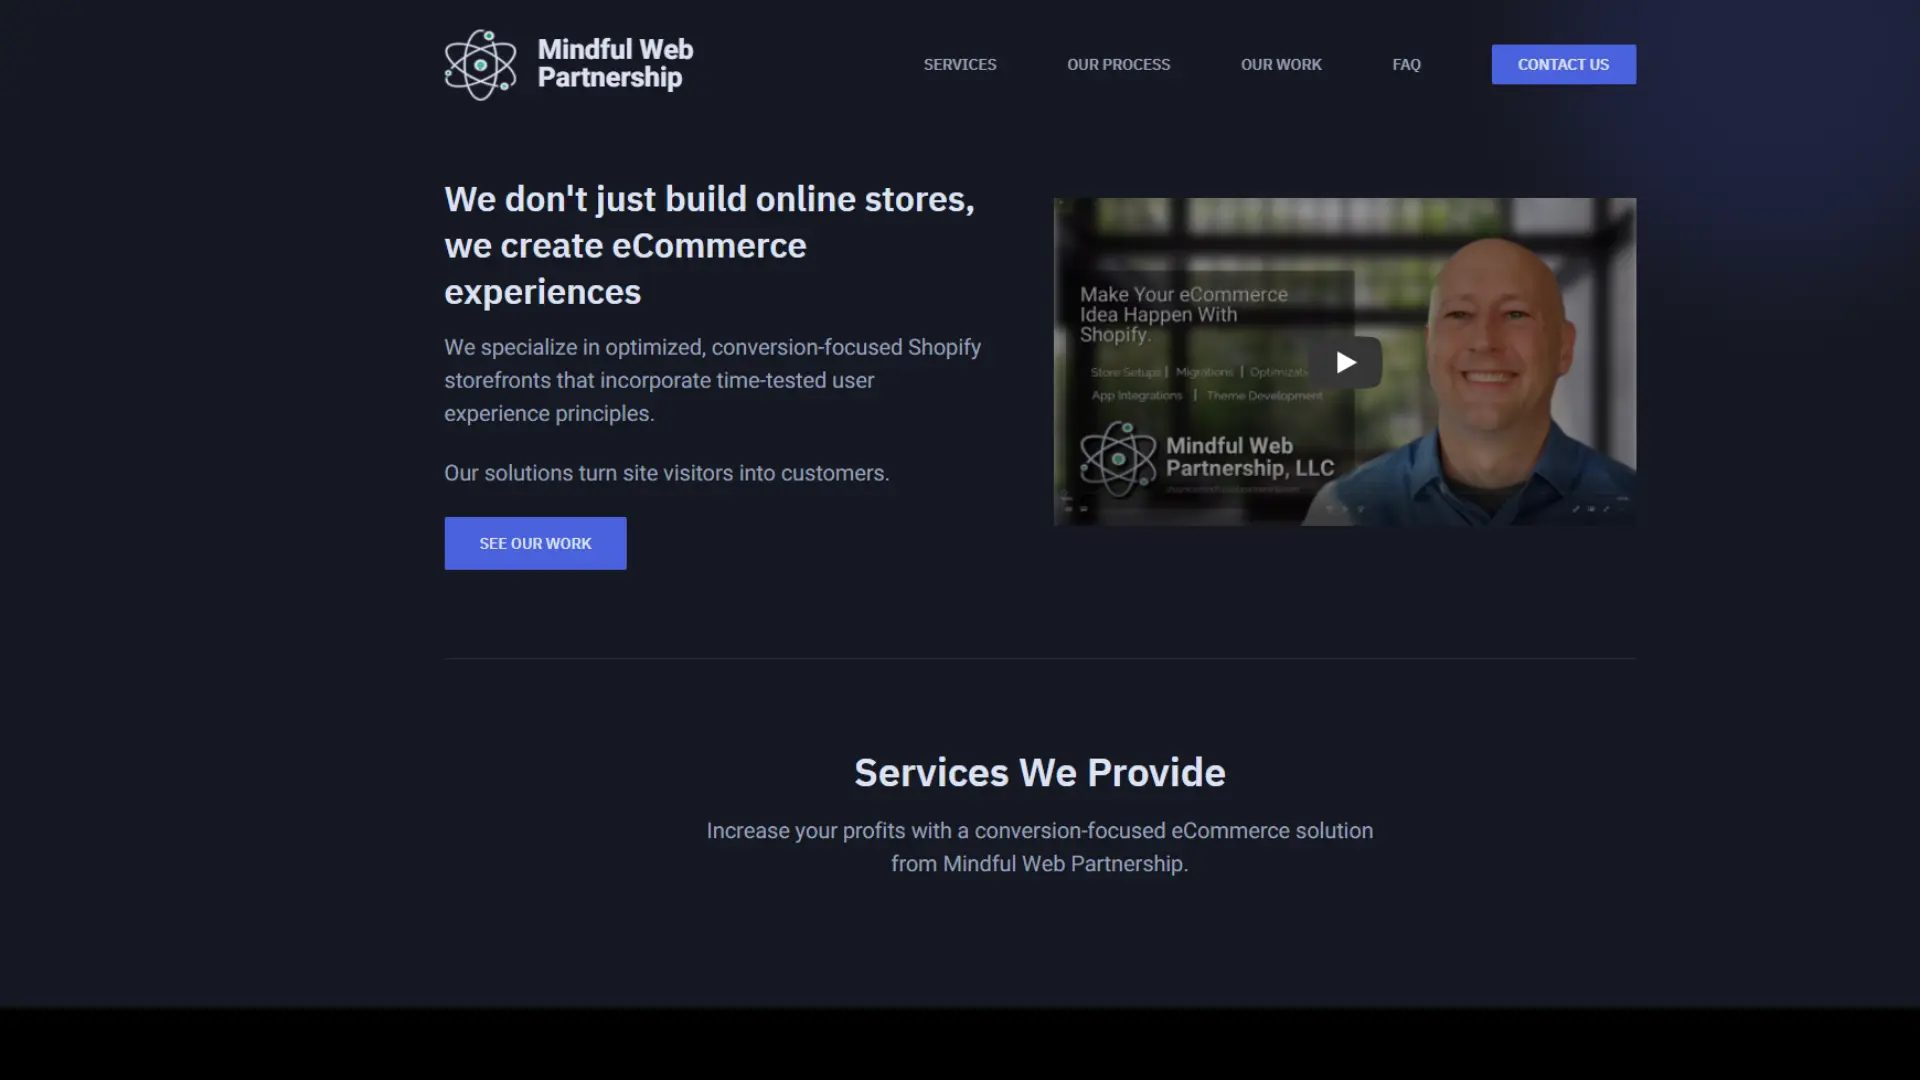 Mindful Web
Partnership
SERVICES
OUR PROCESS
OUR WORK
FAQ
CONTACT US
We don't just build online stores,
we create eCommerce
experiences
We specialize in optimized, conversion-focused Shopify
storefronts that incorporate time-tested user
experience principles.
Our solutions turn site visitors into customers.
SEE OUR WORK
Make Your eCommerce
Idea Happen With
Shopify.
Store Setups | Migrations |
App Integrations | Theme Development
Mindful Web
Partnership, LLC
Services We Provide
Increase your profits with a conversion-focused eCommerce solution
from Mindful Web Partnership.